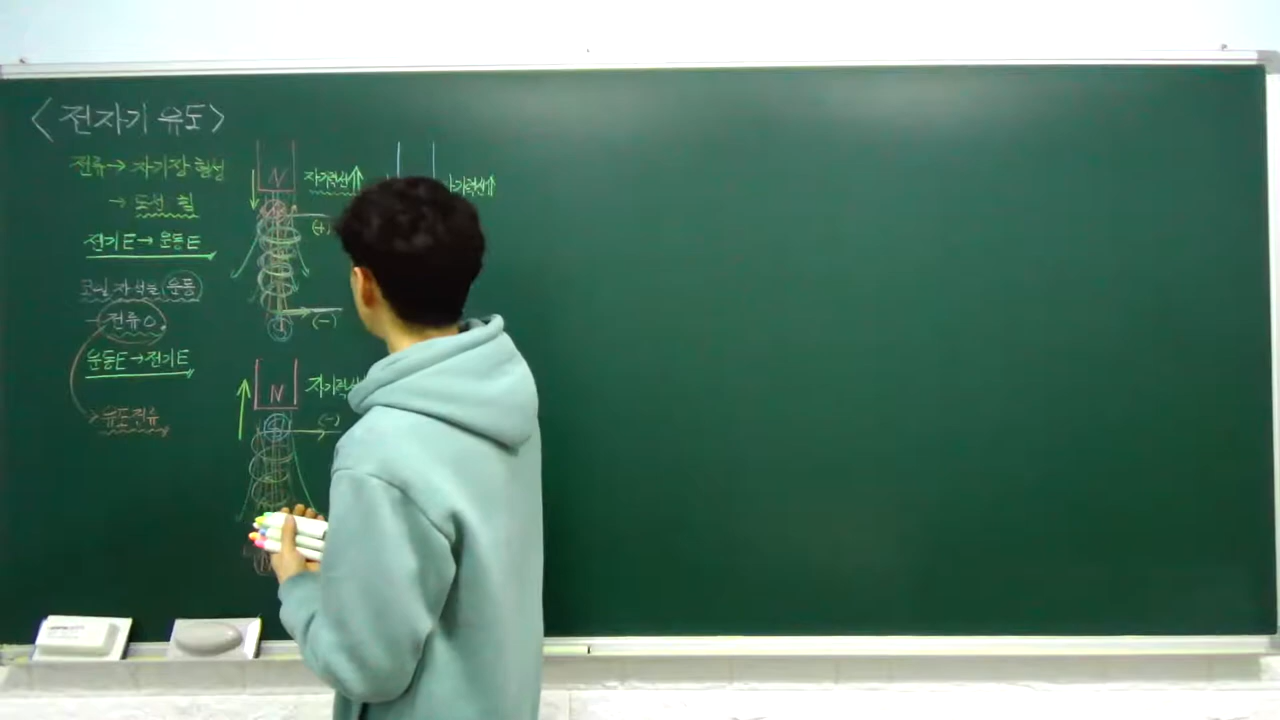 <전자기 유도>
전류→ 자기장 형성
→ 도선 힘
전기E→ 운동E
코일, 자석을 운동
→ 전류O.
운동E→전기E
→ 유도전류
N
자기력선↑
(+)
(-)
N
자기력선
(-)
자기력선↑